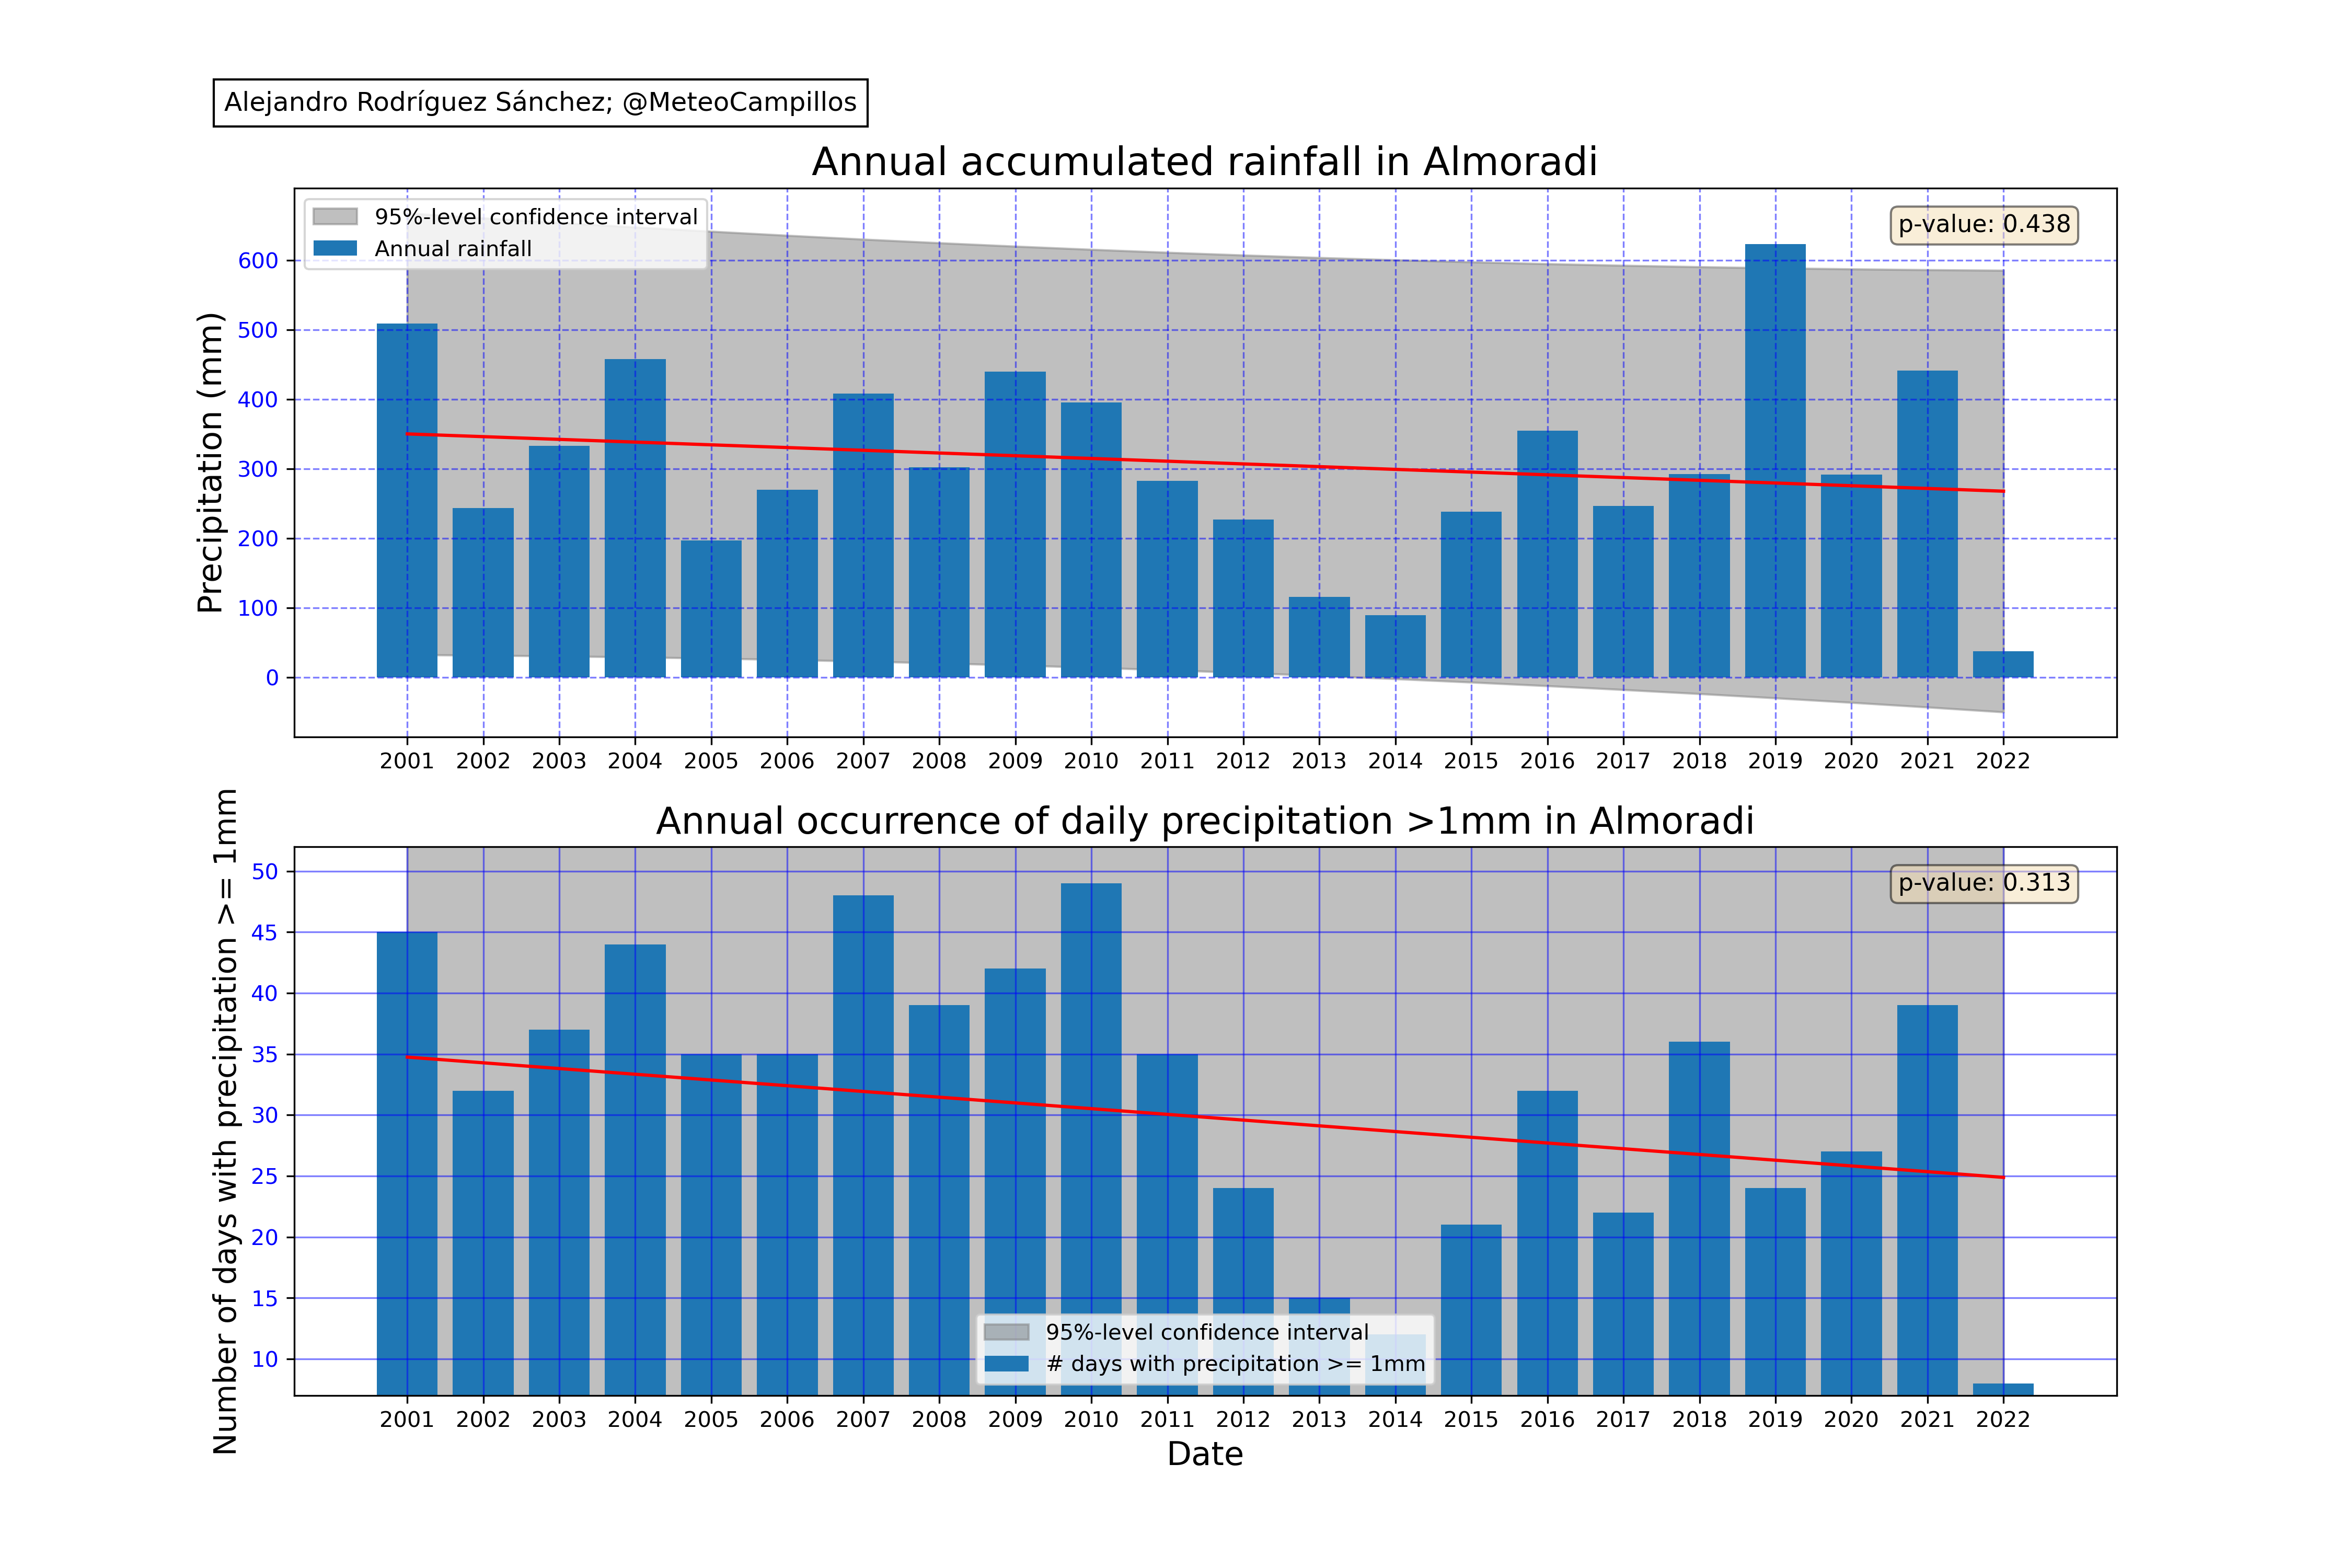 Alejandro Rodríguez Sánchez; @MeteoCampillos
Annual accumulated rainfall in Almoradi
95%-level confidence interval
Annual rainfall
p-value: 0.438
Precipitation (mm)
600
500
400
300
200
100
0
2001 2002 2003 2004 2005 2006 2007 2008 2009 2010 2011 2012 2013 2014 2015 2016 2017 2018 2019 2020 2021 2022
Annual occurrence of daily precipitation >1mm in Almoradi
p-value: 0.313
Number of days with precipitation >= 1mm
50
45
40
35
30
25
20
15
10
95%-level confidence interval
# days with precipitation >= 1mm
2001 2002 2003 2004 2005 2006 2007 2008 2009 2010 2011 2012 2013 2014 2015 2016 2017 2018 2019 2020 2021 2022
Date